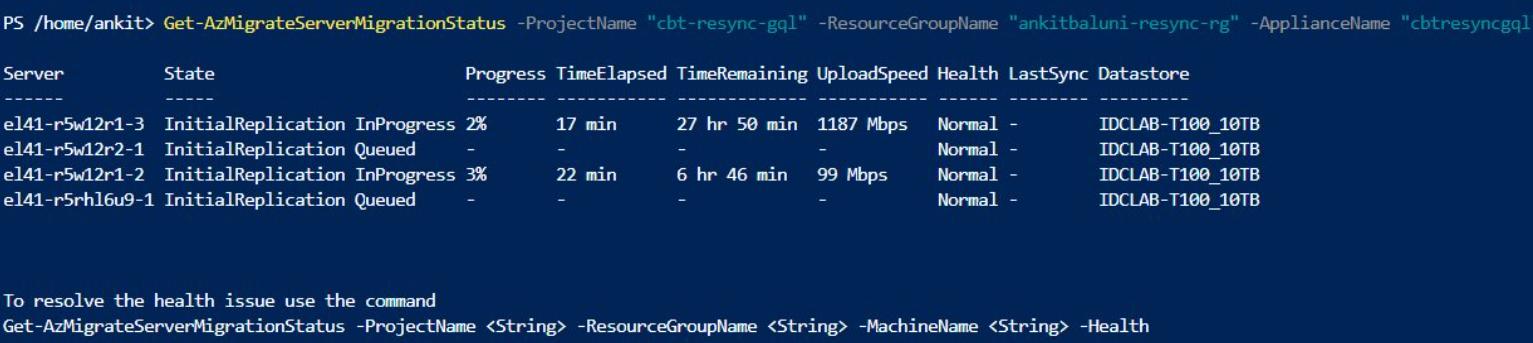 PS /home/ankit> Get-AzMigrateServerMigrationStatus -ProjectName "cbt-resync-gql" -ResourceGroupName "ankitbaluni-resync-rg" -ApplianceName "cbtresyncgql
Server State Progress TimeElapsed TimeRemaining UploadSpeed Health LastSync Datastore
------ ----- -------- ----------- ------------- ----------- ------ -------- ---------
el41-r5w12r1-3 InitialReplication InProgress 2% 17 min 27 hr 50 min 1187 Mbps Normal - IDCLAB-T100_10TB
el41-r5w12r2-1 InitialReplication Queued - - - - Normal - IDCLAB-T100_10TB
el41-r5w12r1-2 InitialReplication InProgress 3% 22 min 6 hr 46 min 99 Mbps Normal - IDCLAB-T100_10TB
el41-r5rhl6u9-1 InitialReplication Queued - - - - Normal - IDCLAB-T100_10TB
To resolve the health issue use the command
Get-AzMigrateServerMigrationStatus -ProjectName <String> -ResourceGroupName <String> -MachineName <String> -Health